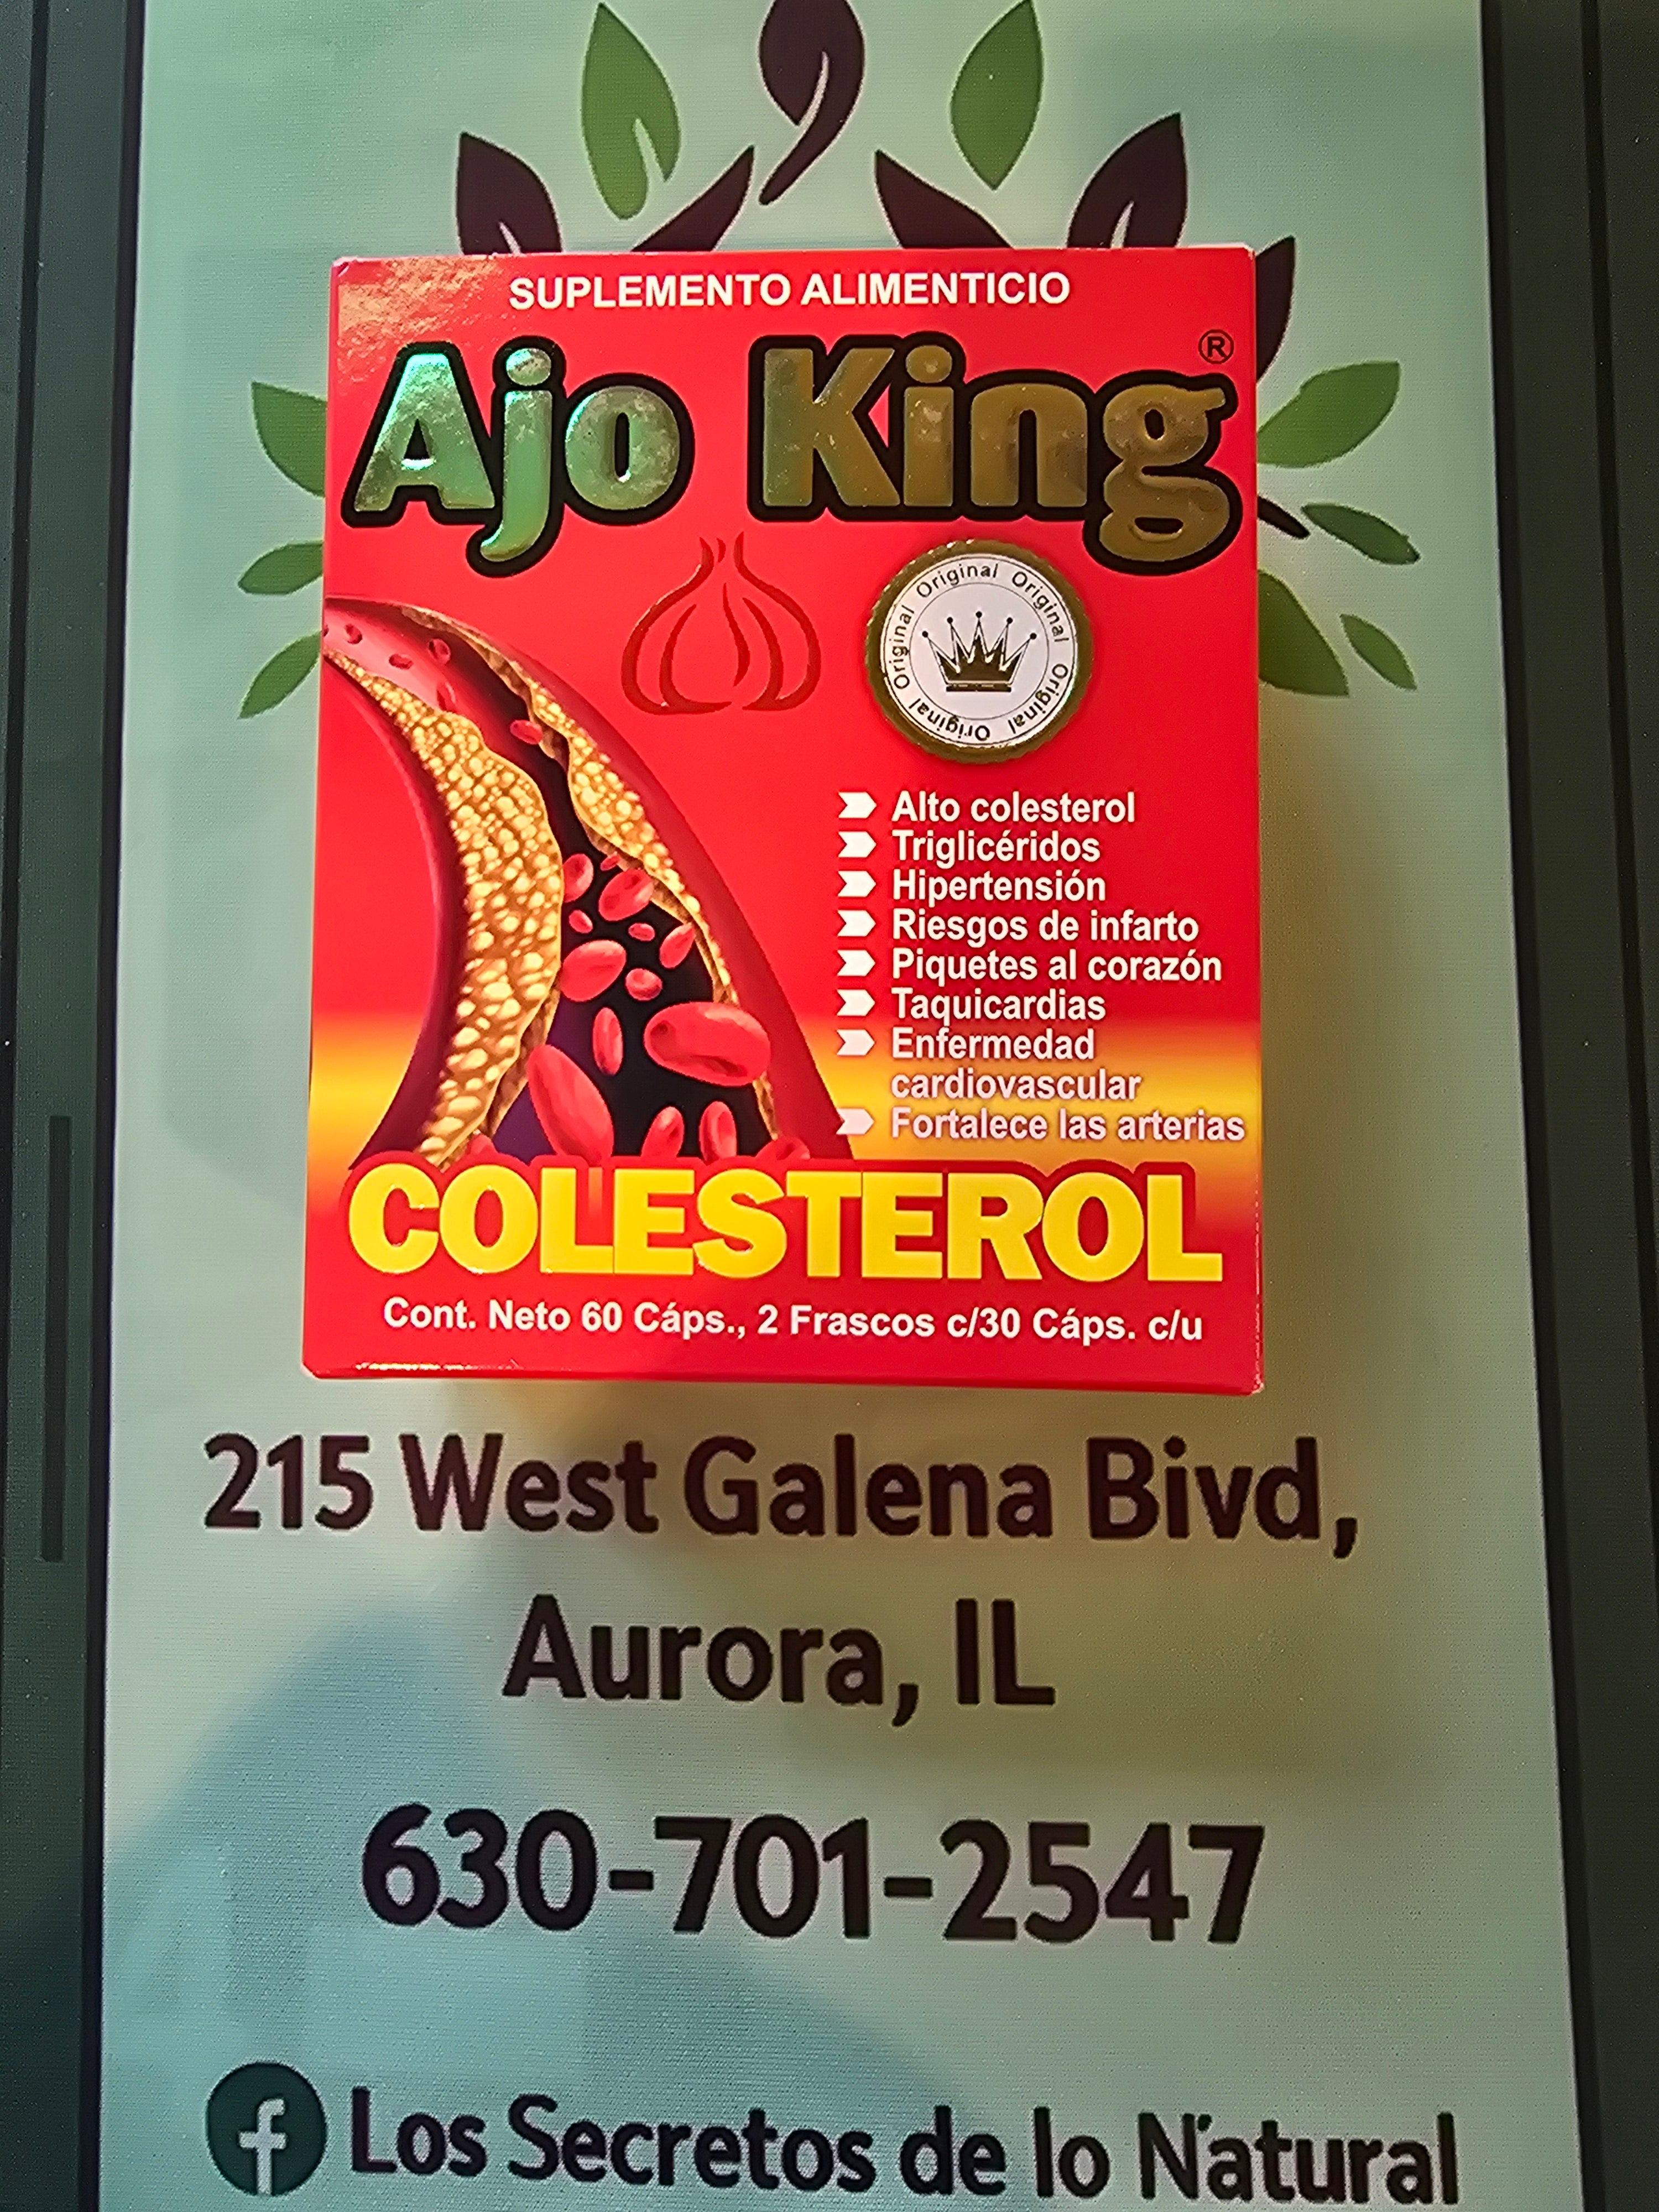 SUPLEMENTO ALIMENTICIO
Ajo King®
Original Original Original Original Original Original
Alto colesterol
Triglicéridos
Hipertensión
Riesgos de infarto
Piquetes al corazón
Taquicardias
Enfermedad
cardiovascular
Fortalece las arterias
COLESTEROL
Cont. Neto 60 Cáps., 2 Frascos c/30 Cáps. c/u
215 West Galena Bivd,
Aurora, IL
630-701-2547
Los Secretos de lo Natural